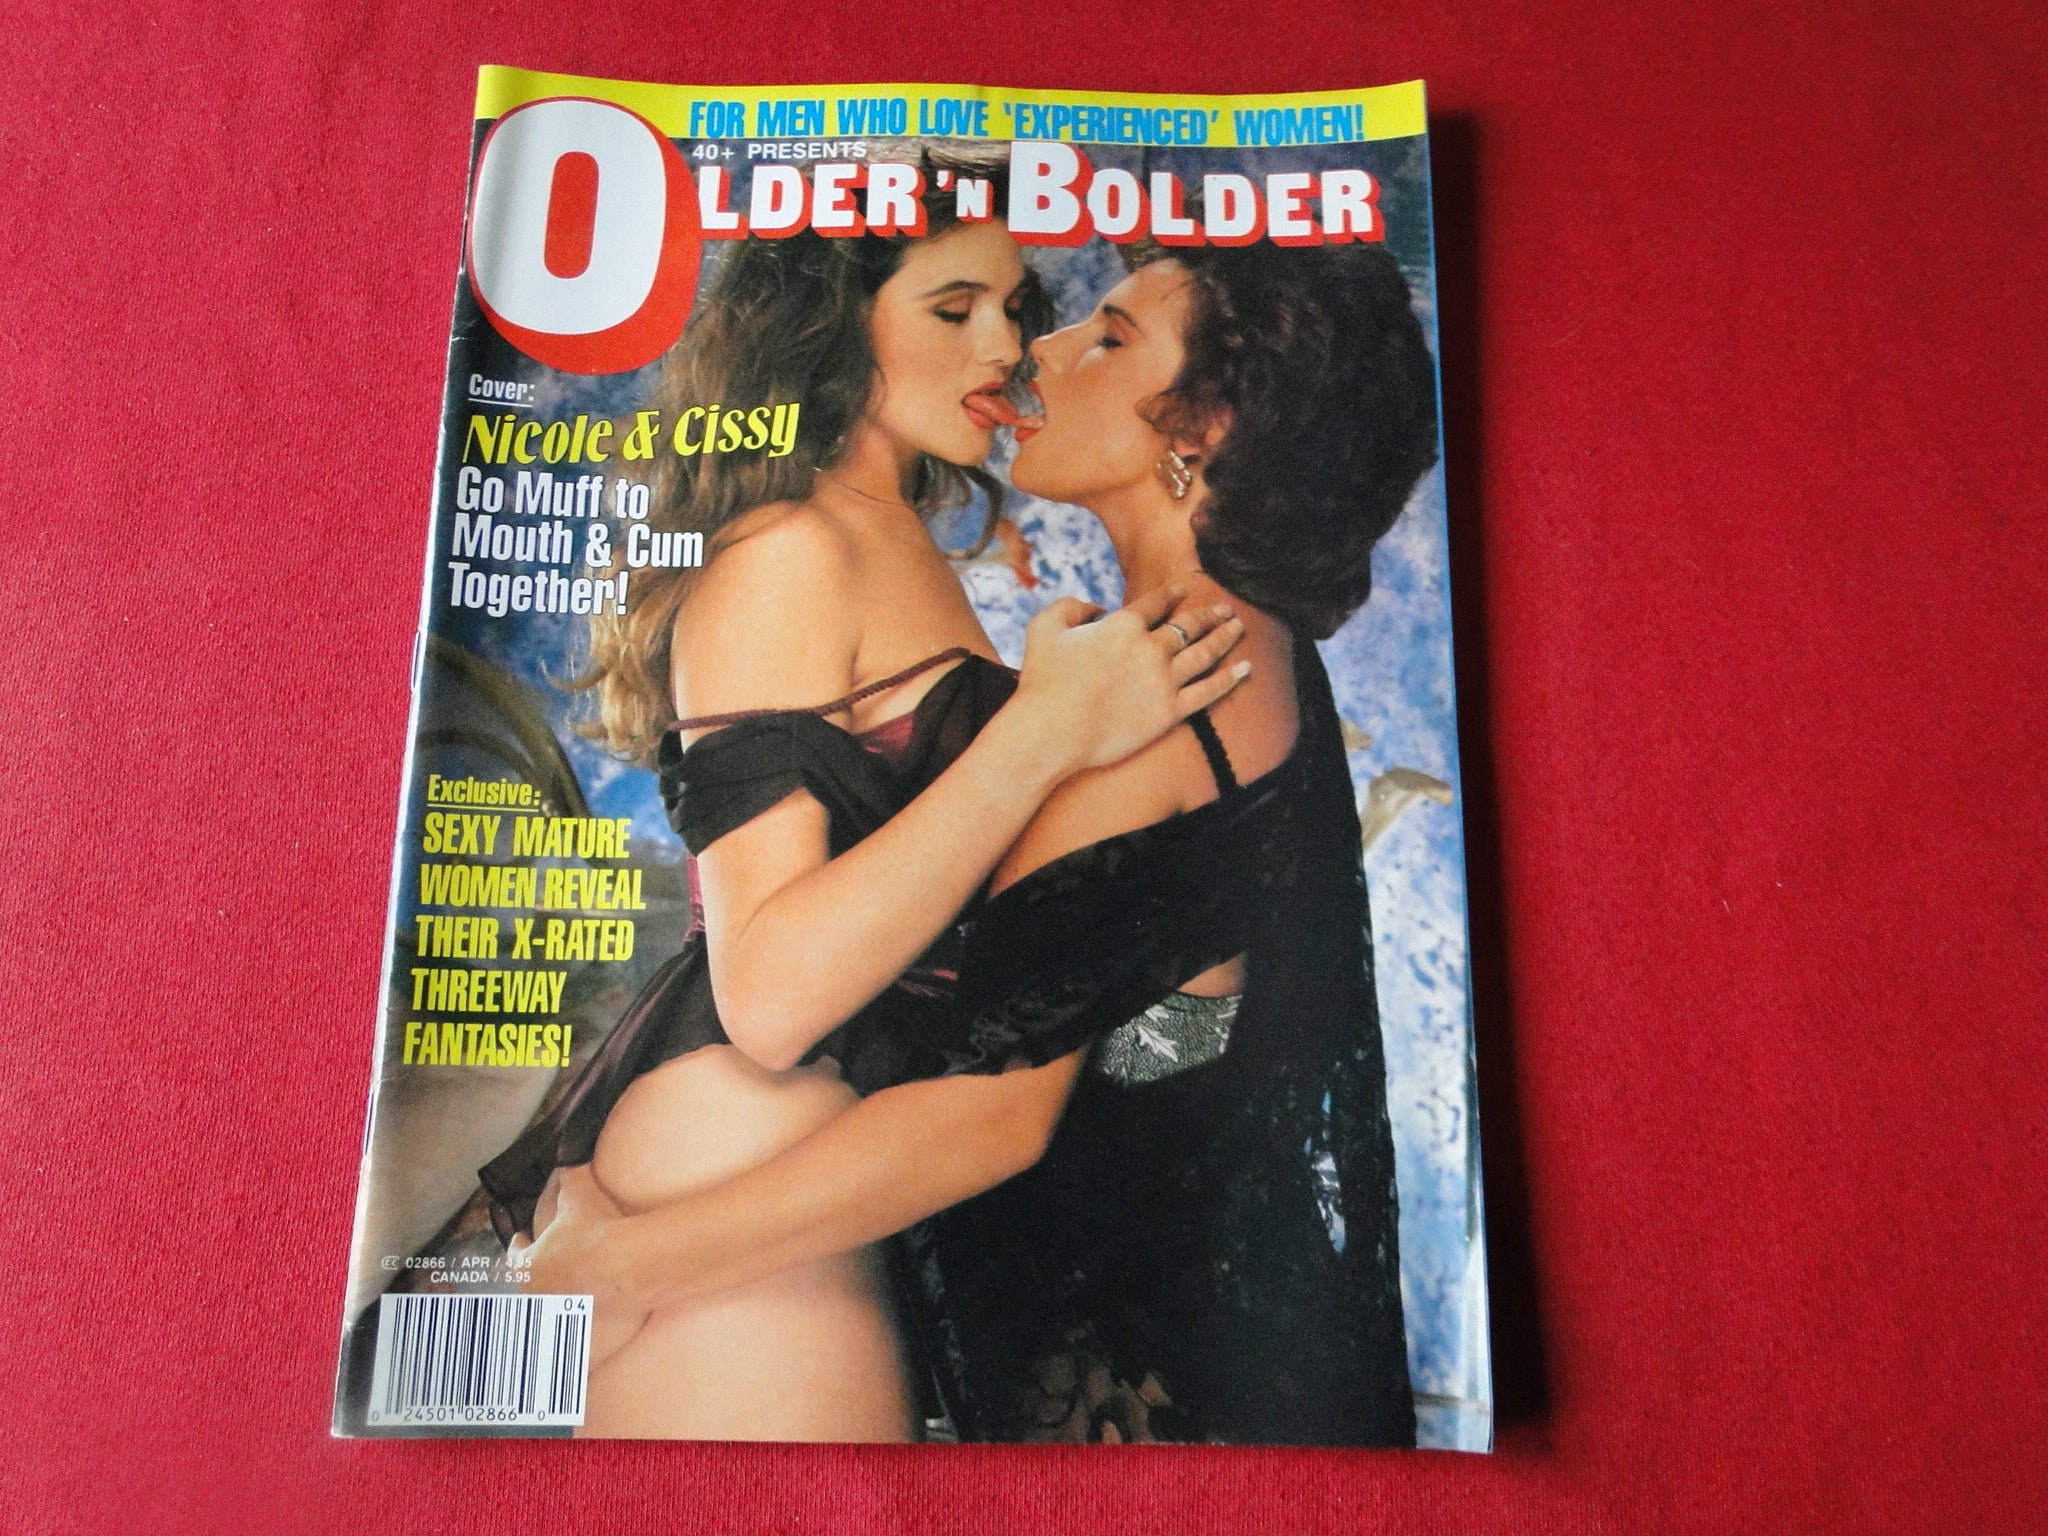 FOR MEN WHO LOVE 'EXPERIENCED' WOMEN!
40+ PRESENTS
OLDER 'N BOLDER
Cover:
Nicole & Cissy
Go Muff to
Mouth & Cum
Together!
Exclusive:
SEXY MATURE
WOMEN REVEAL
THEIR X-RATED
THREEWAY
FANTASIES!
CC 02866 / APR / 4.95
CANADA / 5.95
04
0 24501 02866 0